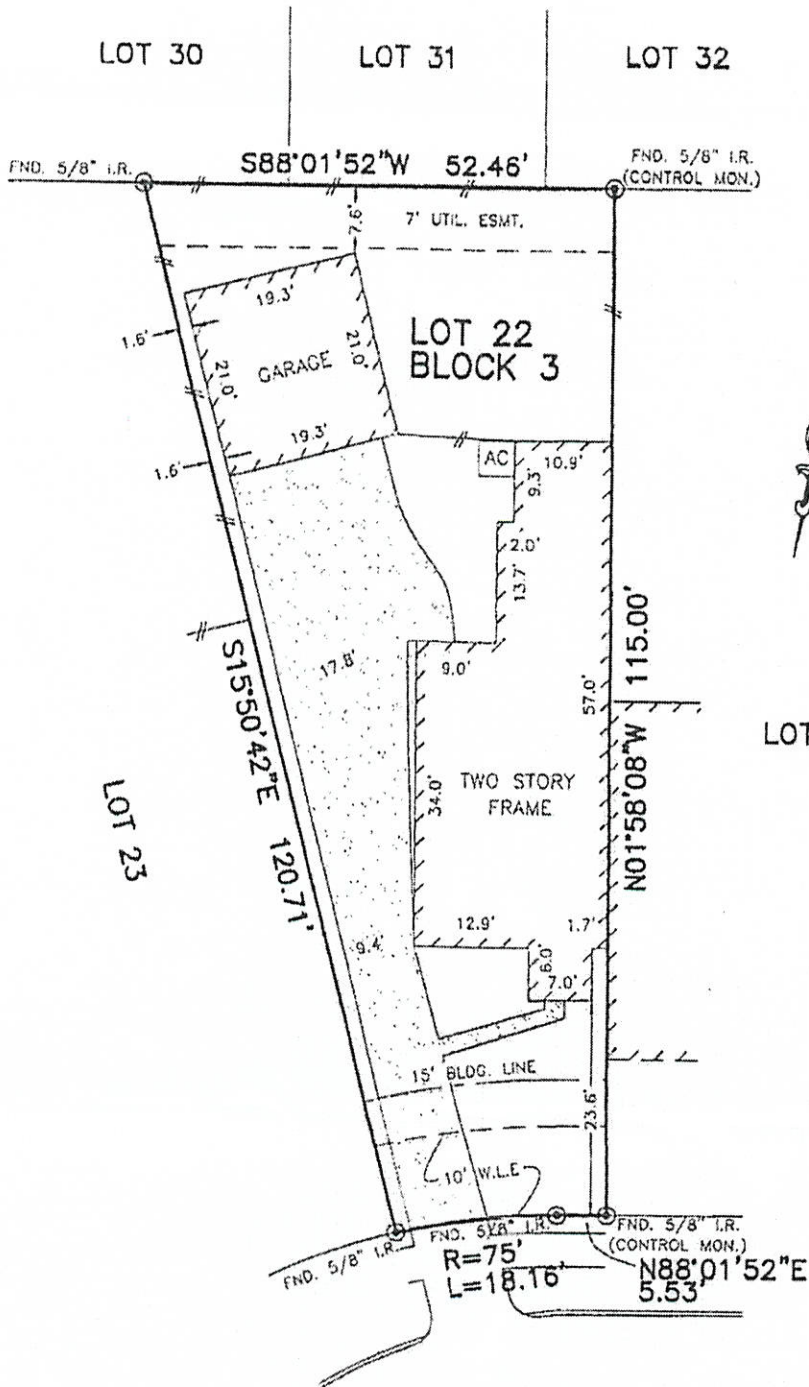 LOT 30
LOT 31
LOT 32
FND. 5/8" I.R.
S88°01'52"W 52.46'
FND. 5/8" I.R.
(CONTROL MON.)
7.6'
7' UTIL. ESMT.
19.3'
1.6'
21.0'
GARAGE
21.0'
LOT 22
BLOCK 3
19.3'
1.6'
AC
10.9'
9.3'
2.0'
13.7'
17.8'
9.0'
57.0'
N01°58'08"W 115.00'
S15°50'42"E 120.71'
LOT
LOT 23
TWO STORY
FRAME
34.0'
12.9'
1.7'
9.4'
6.0'
7.0'
15' BLDG. LINE
23.6'
10' W.L.E
FND. 5/8" I.R.
FND. 5/8" I.R.
FND. 5/8" I.R.
(CONTROL MON.)
R=75'
L=18.16'
N88°01'52"E
5.53'